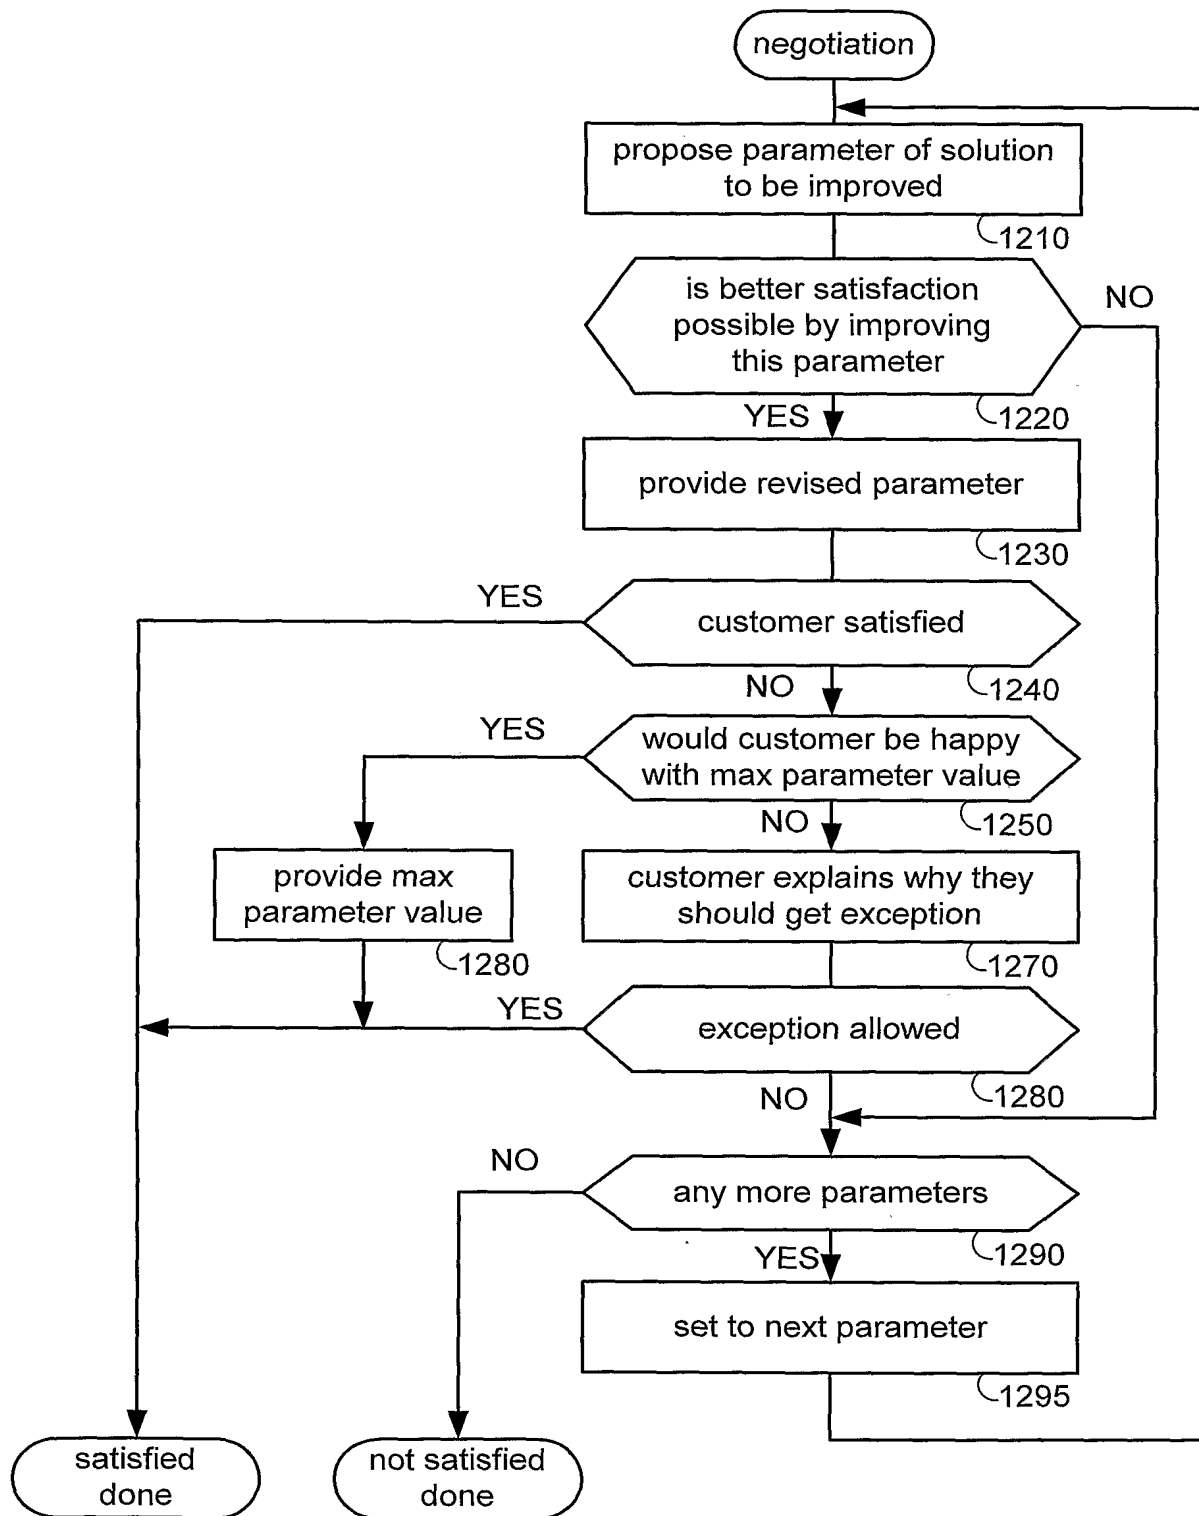 negotiation
propose parameter of solution
to be improved
1210
is better satisfaction
possible by improving
this parameter
NO
1220
YES
provide revised parameter
1230
YES
customer satisfied
1240
NO
YES
would customer be happy
with max parameter value
1250
NO
provide max
parameter value
1280
customer explains why they
should get exception
1270
YES
exception allowed
1280
NO
NO
any more parameters
1290
YES
set to next parameter
1295
satisfied
done
not satisfied
done